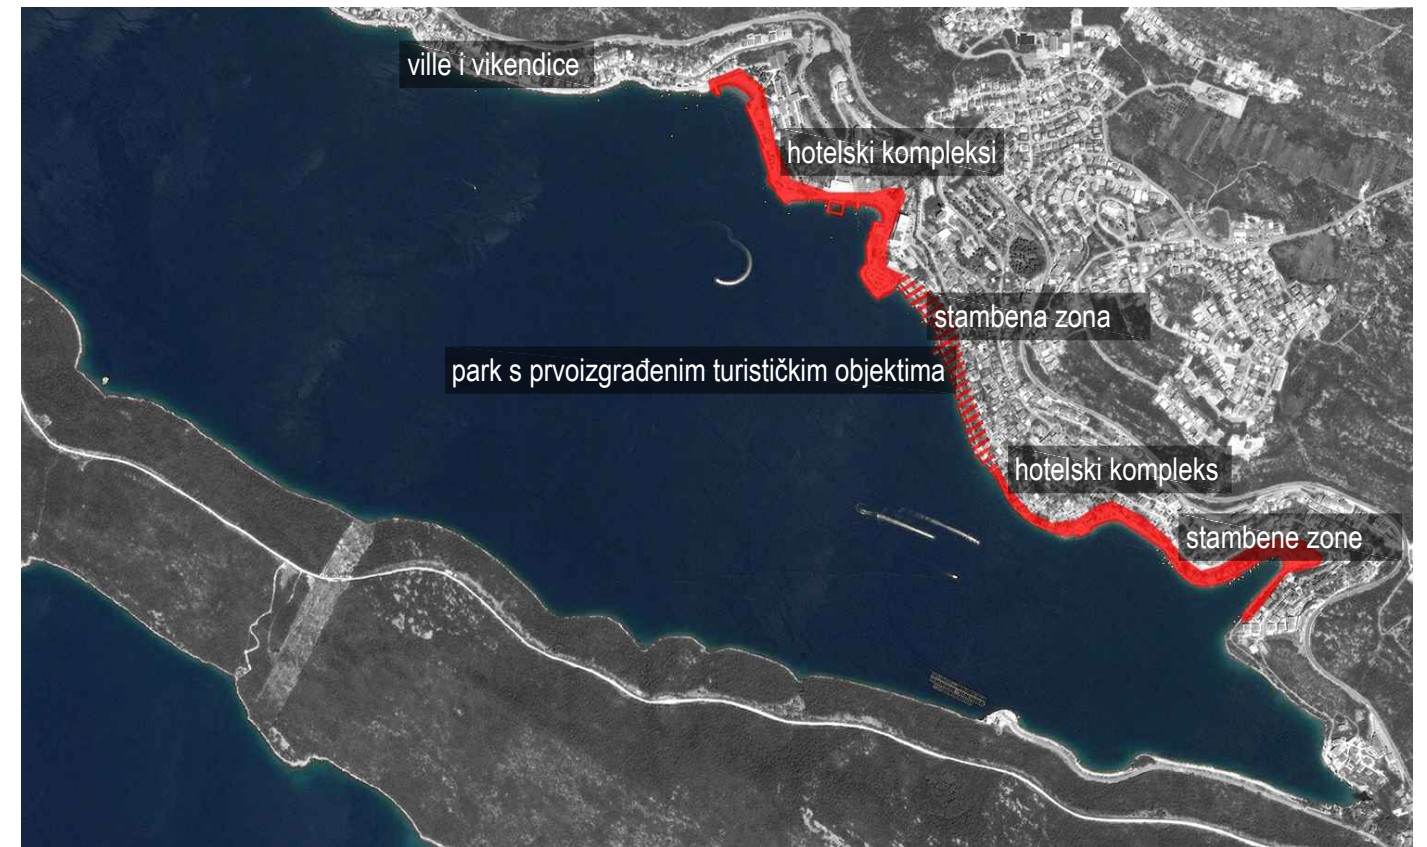 ville i vikendice
hotelski kompleksi
stambena zona
park s prvoizgrađenim turističkim objektima
hotelski kompleks
stambene zone